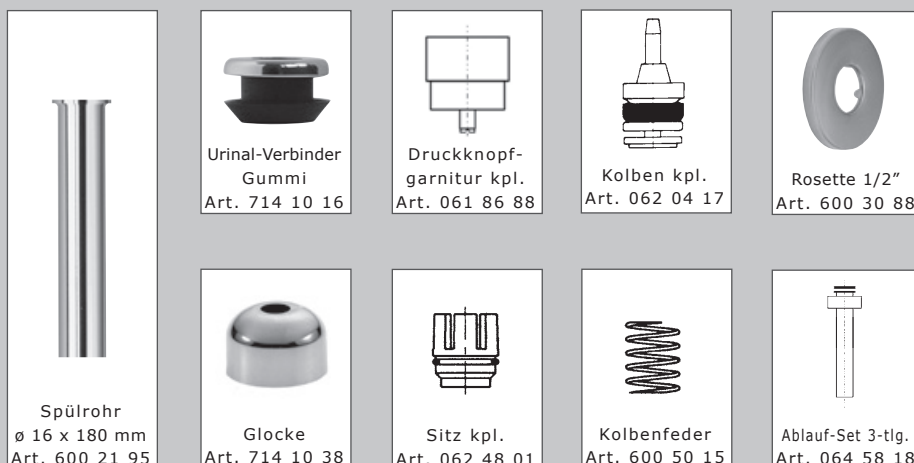 Urinal-Verbinder
Gummi
Art. 714 10 16
Druckknopf-
garnitur kpl.
Art. 061 86 88
Kolben kpl.
Art. 062 04 17
Rosette 1/2”
Art. 600 30 88
Spülrohr
ø 16 x 180 mm
Art. 600 21 95
Glocke
Art. 714 10 38
Sitz kpl.
Art. 062 48 01
Kolbenfeder
Art. 600 50 15
Ablauf-Set 3-tlg.
Art. 064 58 18